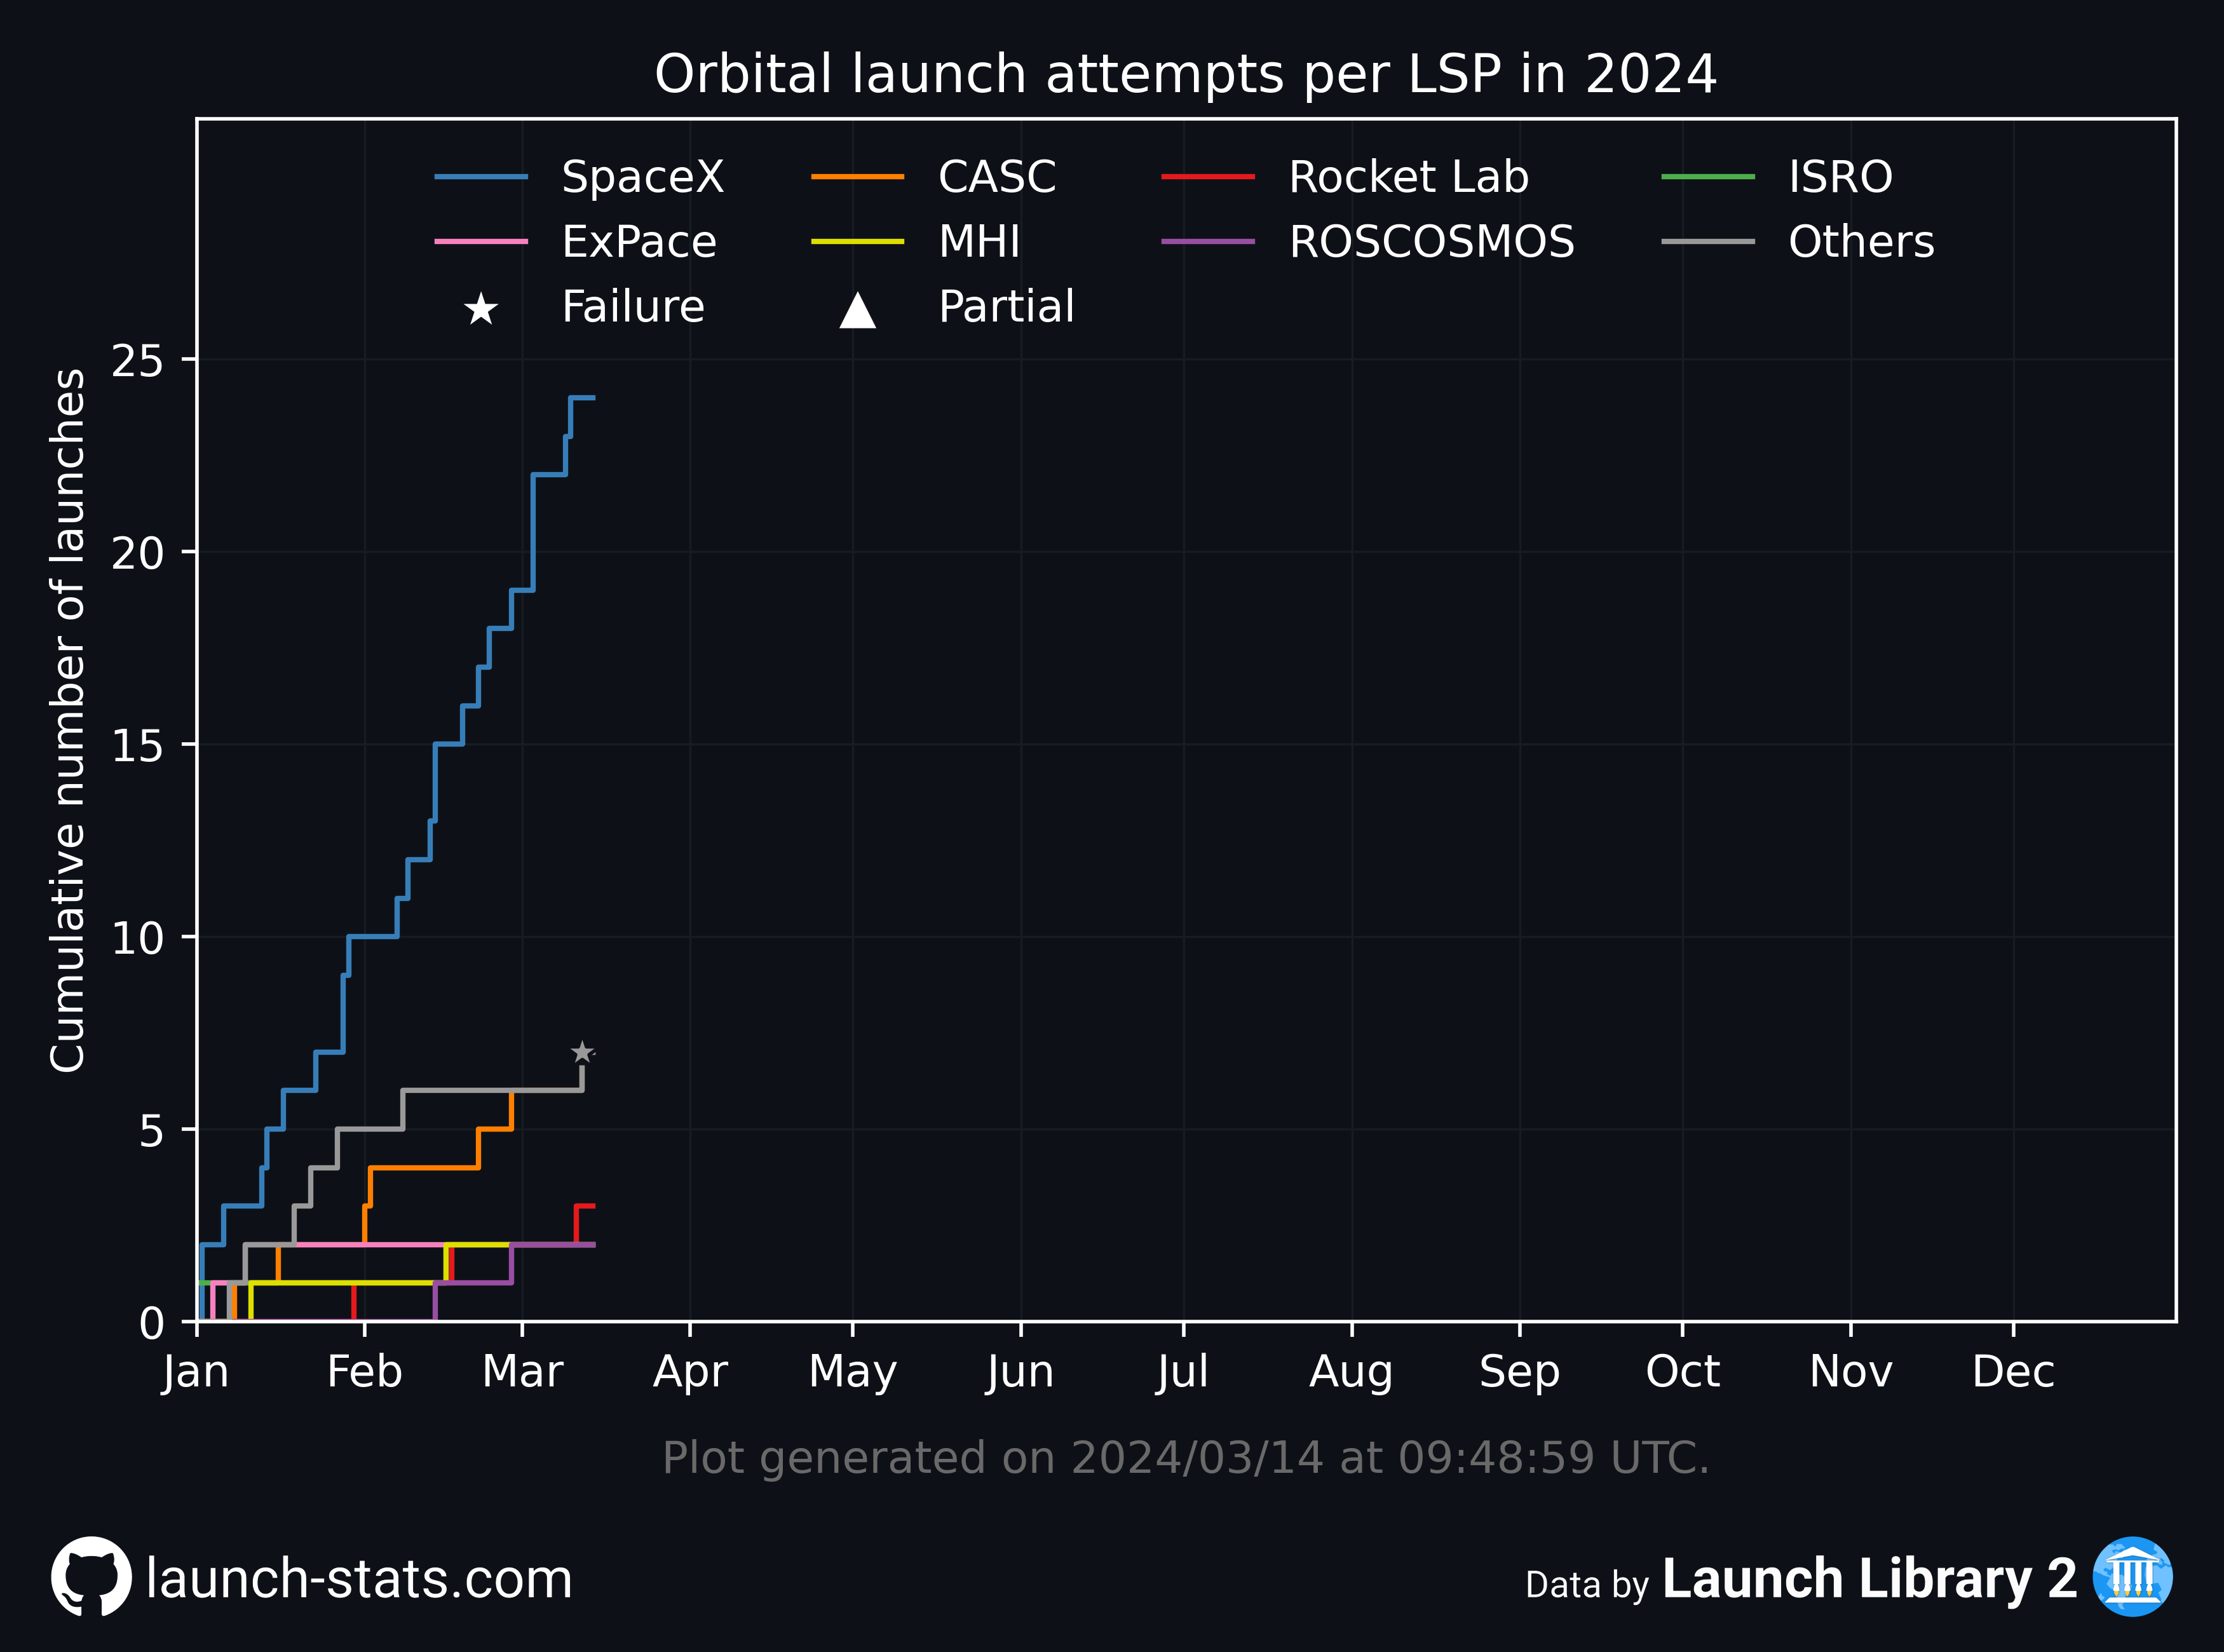 Orbital launch attempts per LSP in 2024
SpaceX CASC Rocket Lab ISRO
ExPace MHI ROSCOSMOS Others
Failure Partial
Cumulative number of launches
25
20
15
10
5
0
Jan Feb Mar Apr May Jun Jul Aug Sep Oct Nov Dec
Plot generated on 2024/03/14 at 09:48:59 UTC.
launch-stats.com
Data by Launch Library 2